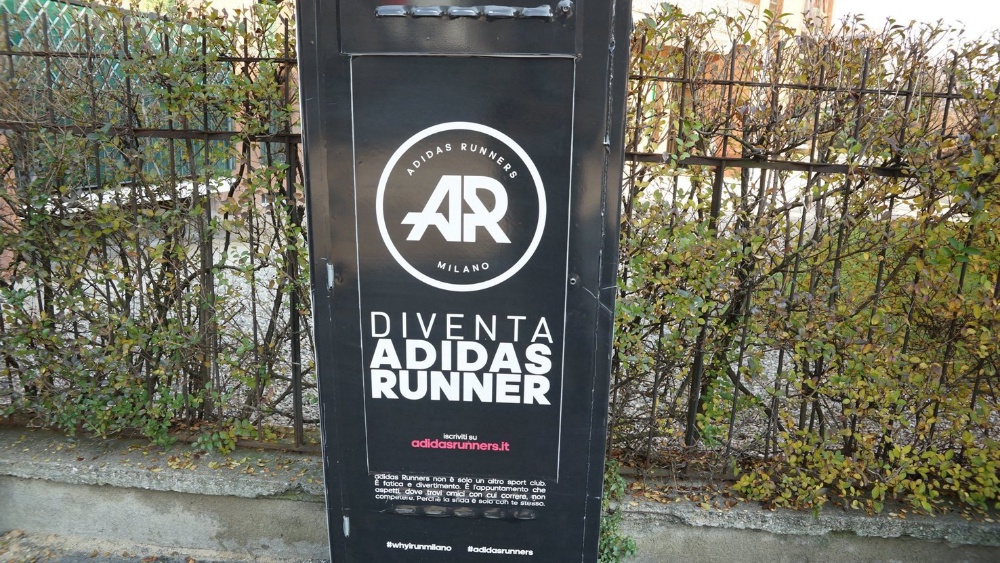 ADIDAS RUNNERS
AR
MILANO
DIVENTA
ADIDAS
RUNNER
iscriviti su
adidasrunners.it
adidas Runners non è solo un altro sport club.
È fatica e divertimento. È l'appuntamento che
aspetti, dove trovi amici con cui correre, non
competere. Perché la sfida è solo con te stesso.
#whyirunmilano #adidasrunners